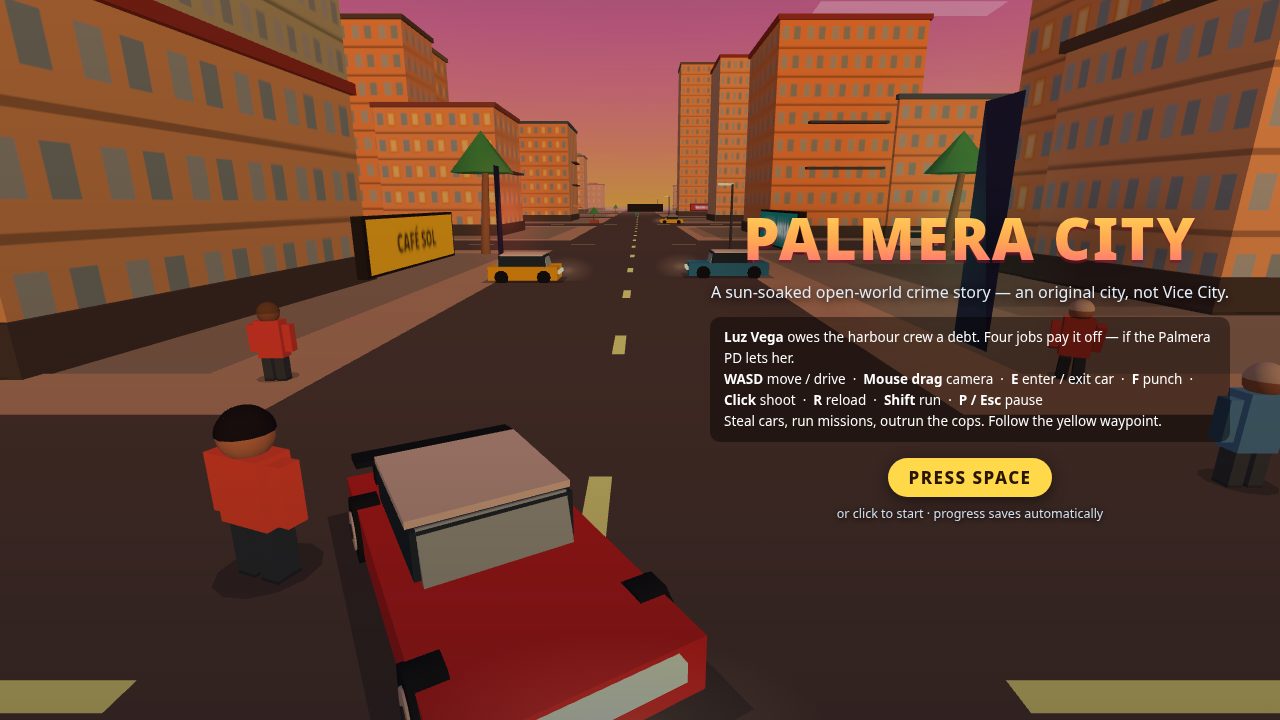 CAFÉ SOL
PALMERA CITY
A sun-soaked open-world crime story — an original city, not Vice City.
Luz Vega owes the harbour crew a debt. Four jobs pay it off — if the Palmera
PD lets her.
WASD move / drive · Mouse drag camera · E enter / exit car · F punch ·
Click shoot · R reload · Shift run · P / Esc pause
Steal cars, run missions, outrun the cops. Follow the yellow waypoint.
PRESS SPACE
or click to start · progress saves automatically